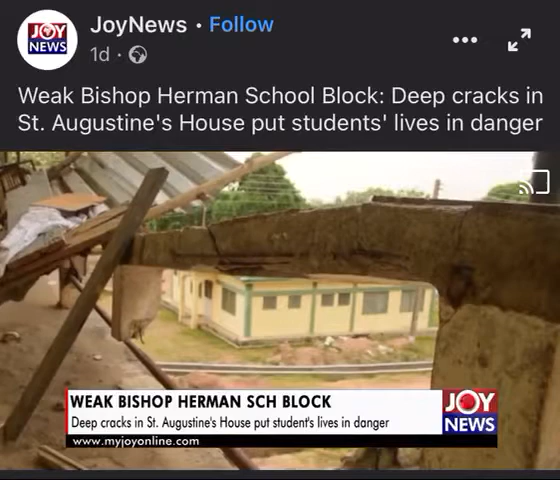 JOY
NEWS
JoyNews • Follow
1d •
Weak Bishop Herman School Block: Deep cracks in
St. Augustine's House put students' lives in danger
WEAK BISHOP HERMAN SCH BLOCK
Deep cracks in St. Augustine's House put student's lives in danger
www.myjoyonline.com
JOY
NEWS